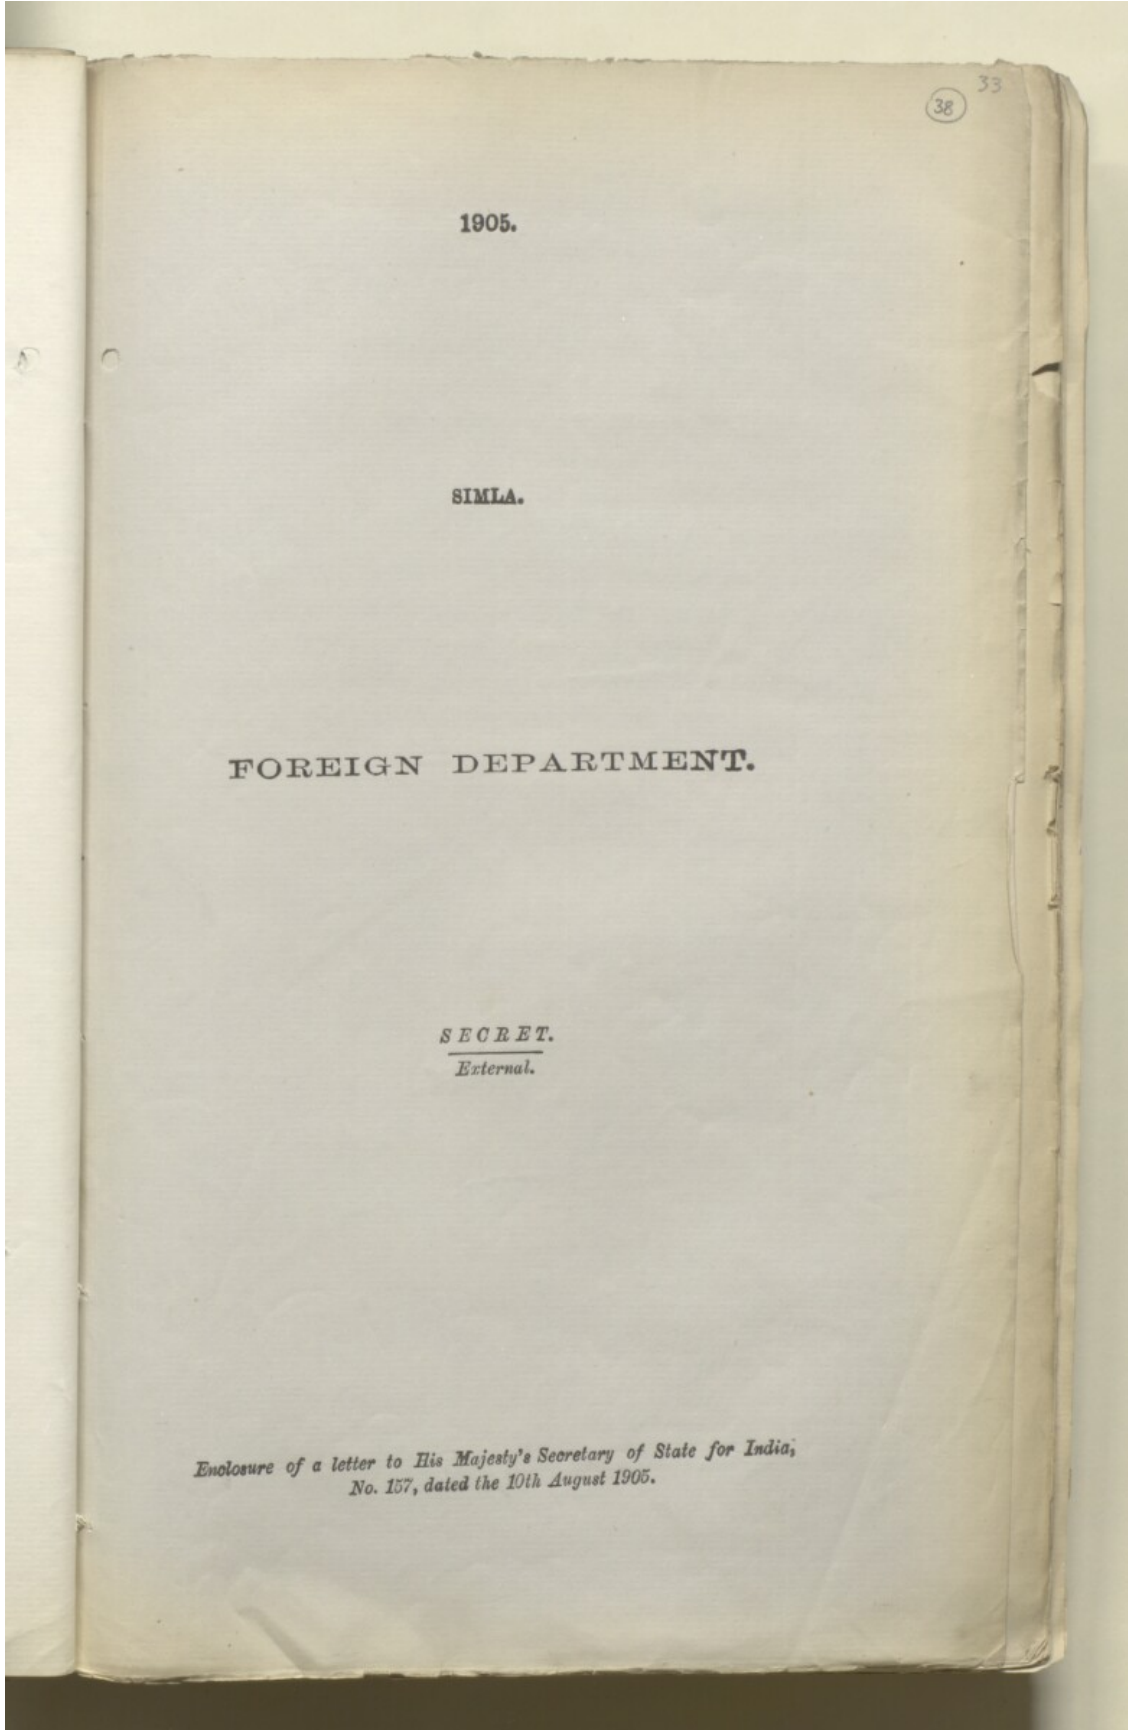 33
38
1905.
SIMLA.
FOREIGN DEPARTMENT.
SECRET.
External.
Enclosure of a letter to His Majesty's Secretary of State for India,
No. 157, dated the 10th August 1905.